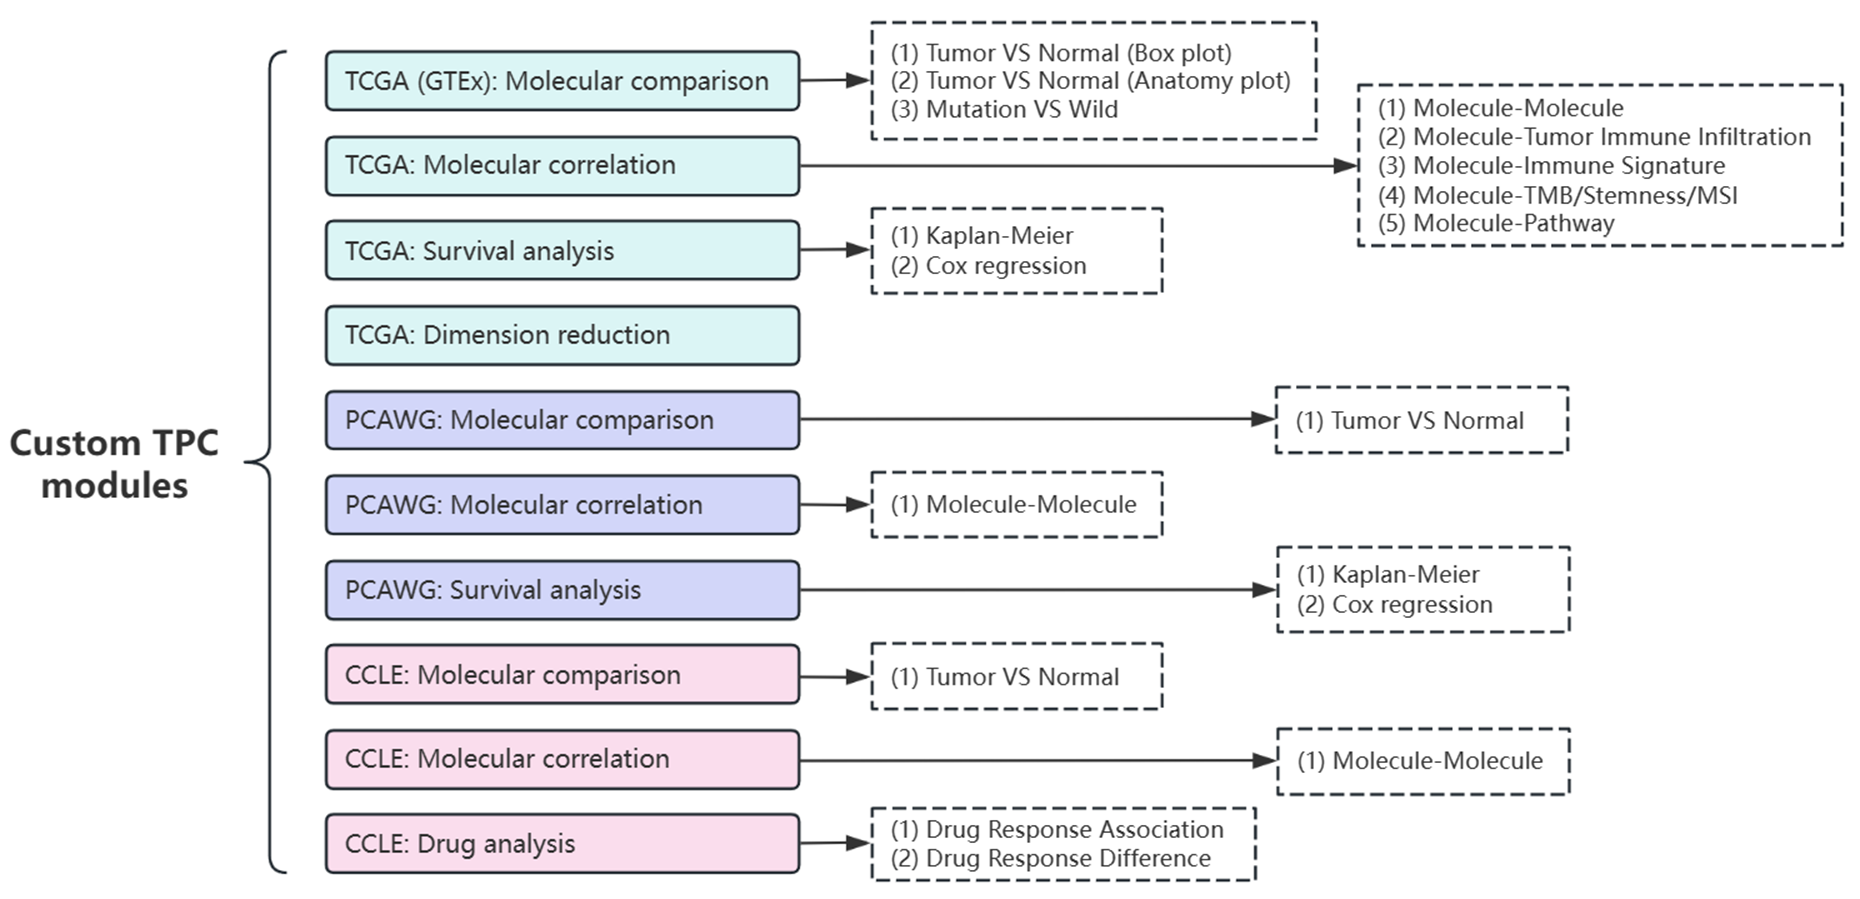 Custom TPC
modules
TCGA (GTEx): Molecular comparison
(1) Tumor VS Normal (Box plot)
(2) Tumor VS Normal (Anatomy plot)
(3) Mutation VS Wild
TCGA: Molecular correlation
(1) Molecule-Molecule
(2) Molecule-Tumor Immune Infiltration
(3) Molecule-Immune Signature
(4) Molecule-TMB/Stemness/MSI
(5) Molecule-Pathway
TCGA: Survival analysis
(1) Kaplan-Meier
(2) Cox regression
TCGA: Dimension reduction
PCAWG: Molecular comparison
(1) Tumor VS Normal
PCAWG: Molecular correlation
(1) Molecule-Molecule
PCAWG: Survival analysis
(1) Kaplan-Meier
(2) Cox regression
CCLE: Molecular comparison
(1) Tumor VS Normal
CCLE: Molecular correlation
(1) Molecule-Molecule
CCLE: Drug analysis
(1) Drug Response Association
(2) Drug Response Difference